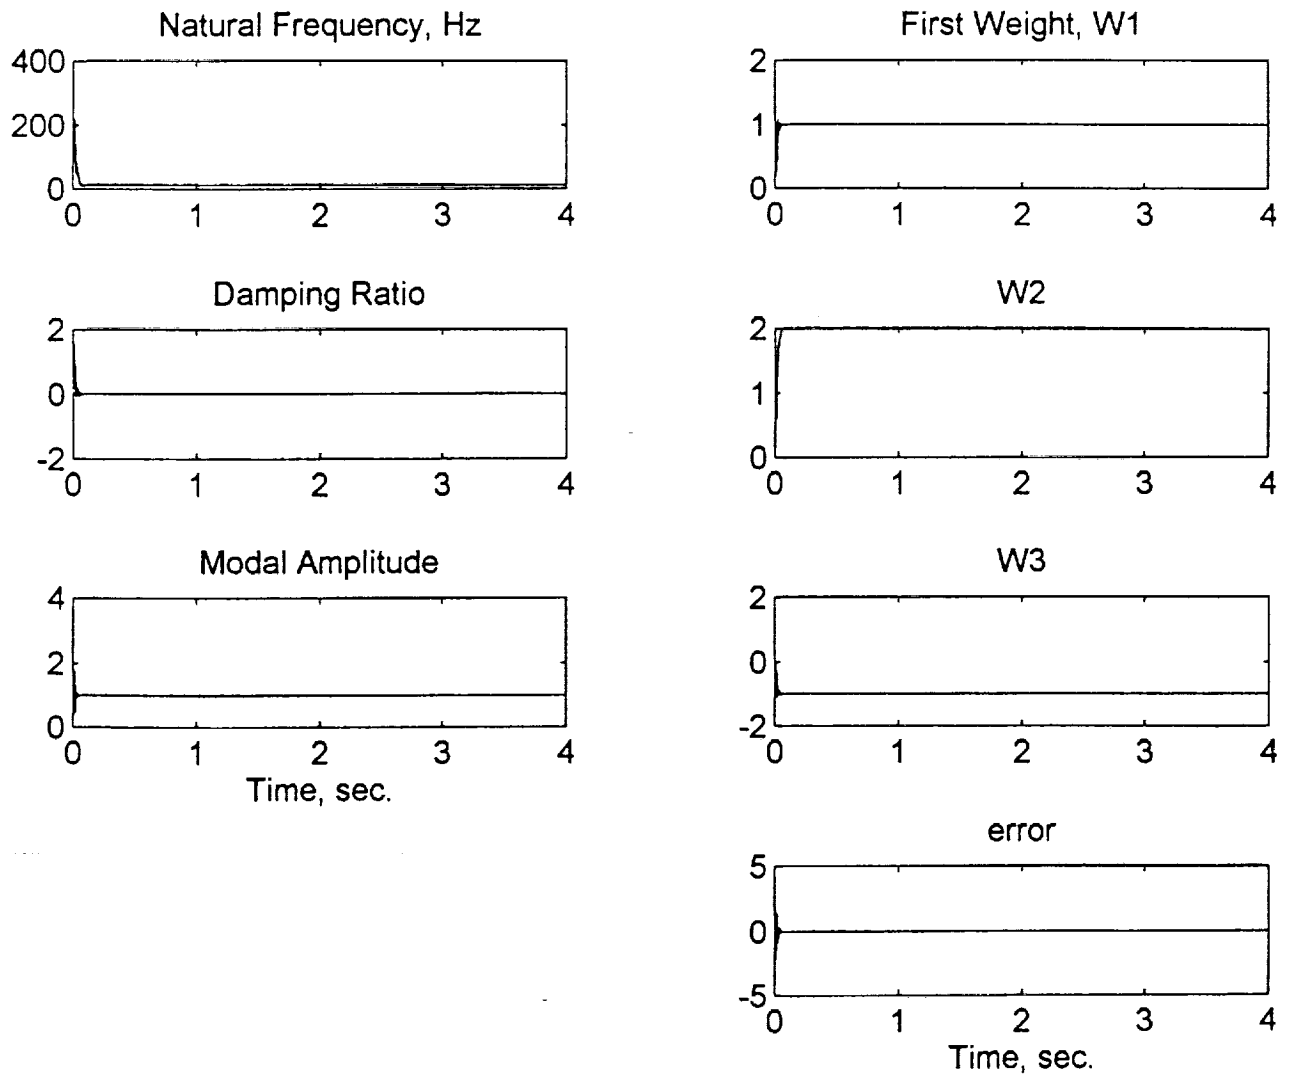 Natural Frequency, Hz
400
200
0
0 1 2 3 4
Damping Ratio
2
0
-2
0 1 2 3 4
Modal Amplitude
4
2
0
0 1 2 3 4
Time, sec.
First Weight, W1
2
1
0
0 1 2 3 4
W2
2
1
0
0 1 2 3 4
W3
2
0
-2
0 1 2 3 4
error
5
0
-5
0 1 2 3 4
Time, sec.